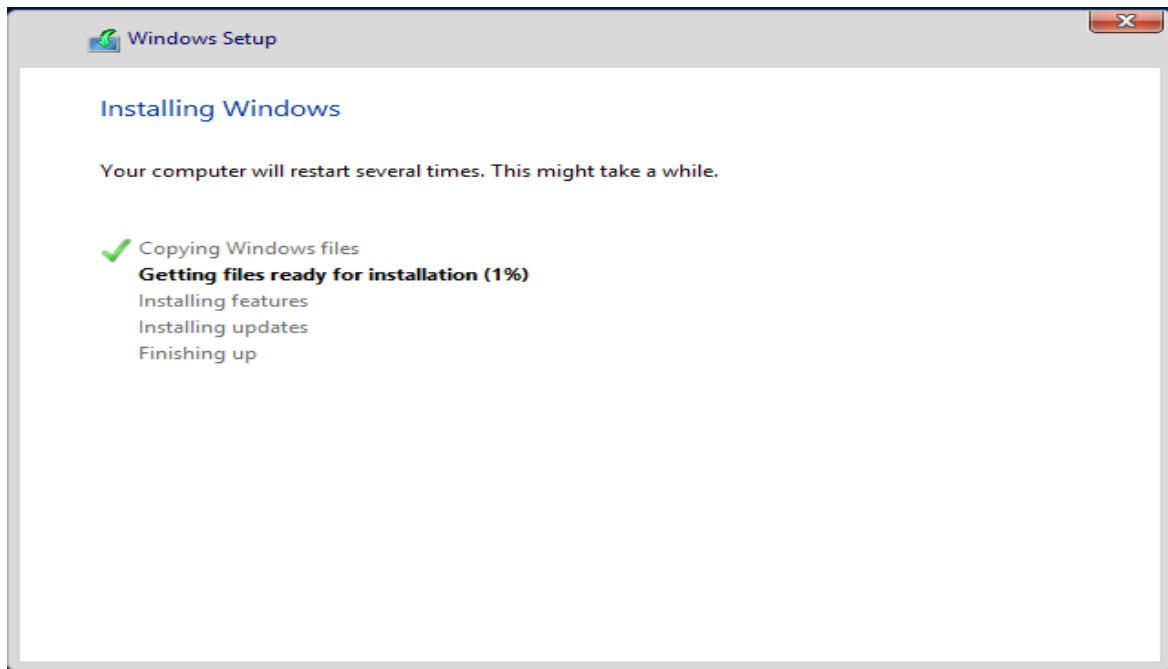 Windows Setup
Installing Windows
Your computer will restart several times. This might take a while.
Copying Windows files
Getting files ready for installation (1%)
Installing features
Installing updates
Finishing up